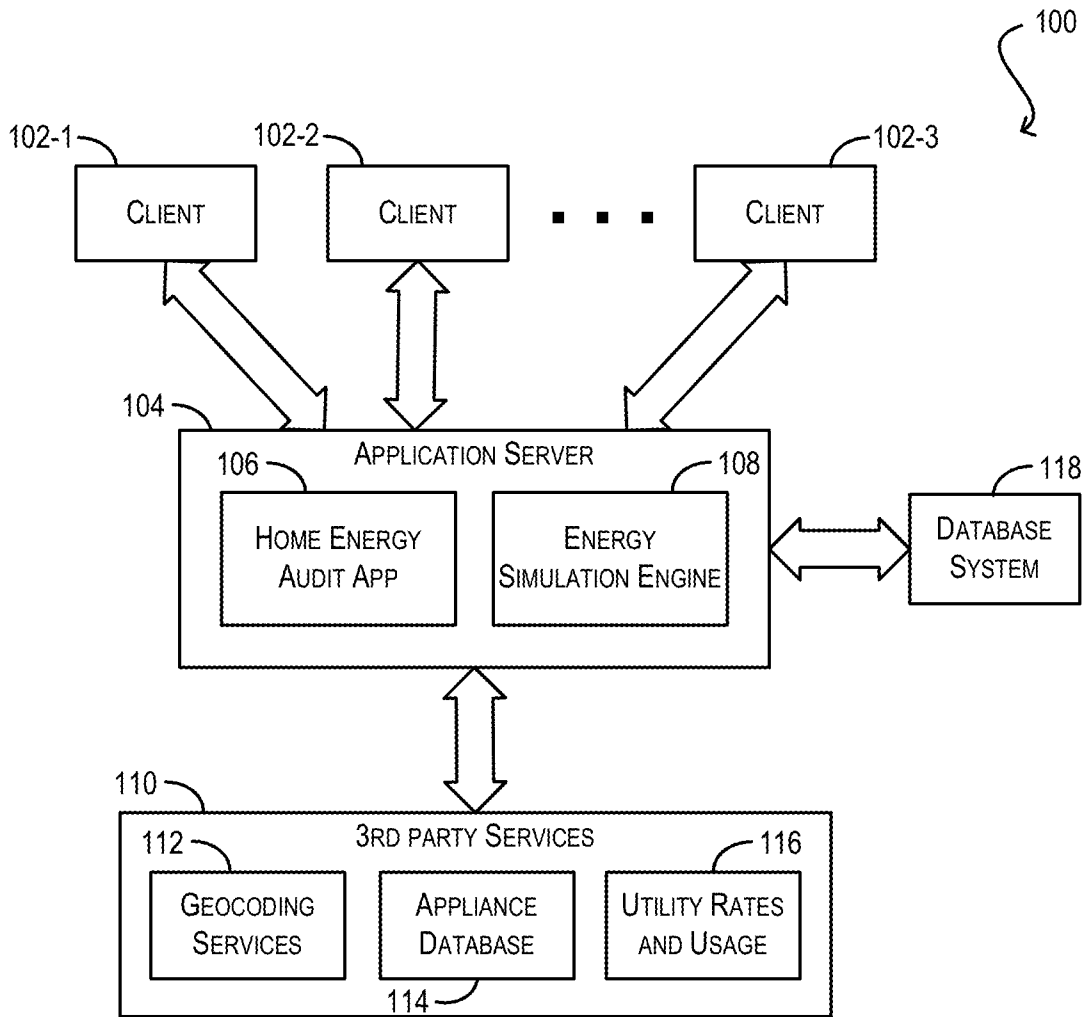 100
102-1
102-2
102-3
CLIENT
CLIENT
CLIENT
104
APPLICATION SERVER
106
108
118
HOME ENERGY
AUDIT APP
ENERGY
SIMULATION ENGINE
DATABASE
SYSTEM
110
3RD PARTY SERVICES
112
116
GEOCODING
SERVICES
APPLIANCE
DATABASE
UTILITY RATES
AND USAGE
114